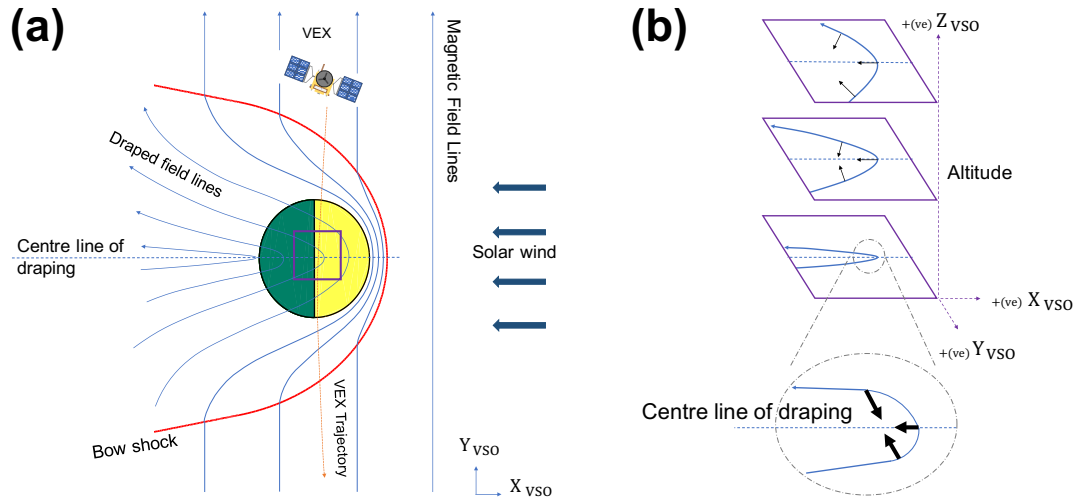 (a)
VEX
Magnetic Field Lines
Draped field lines
Centre line of
draping
Solar wind
VEX Trajectory
Bow shock
Y VSO
X VSO
(b)
+(ve) Z VSO
Altitude
+(ve) X VSO
+(ve) Y VSO
Centre line of draping